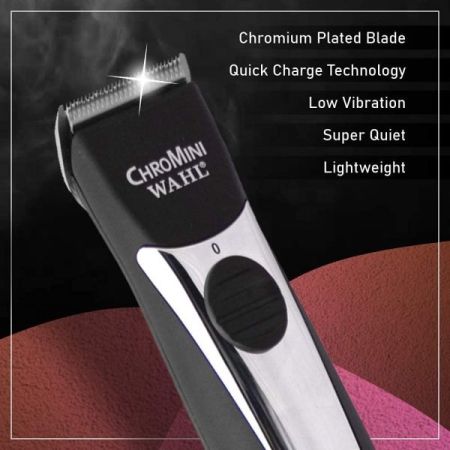 Chromium Plated Blade
Quick Charge Technology
Low Vibration
Super Quiet
Lightweight
CHROMINI
WAHL®
0